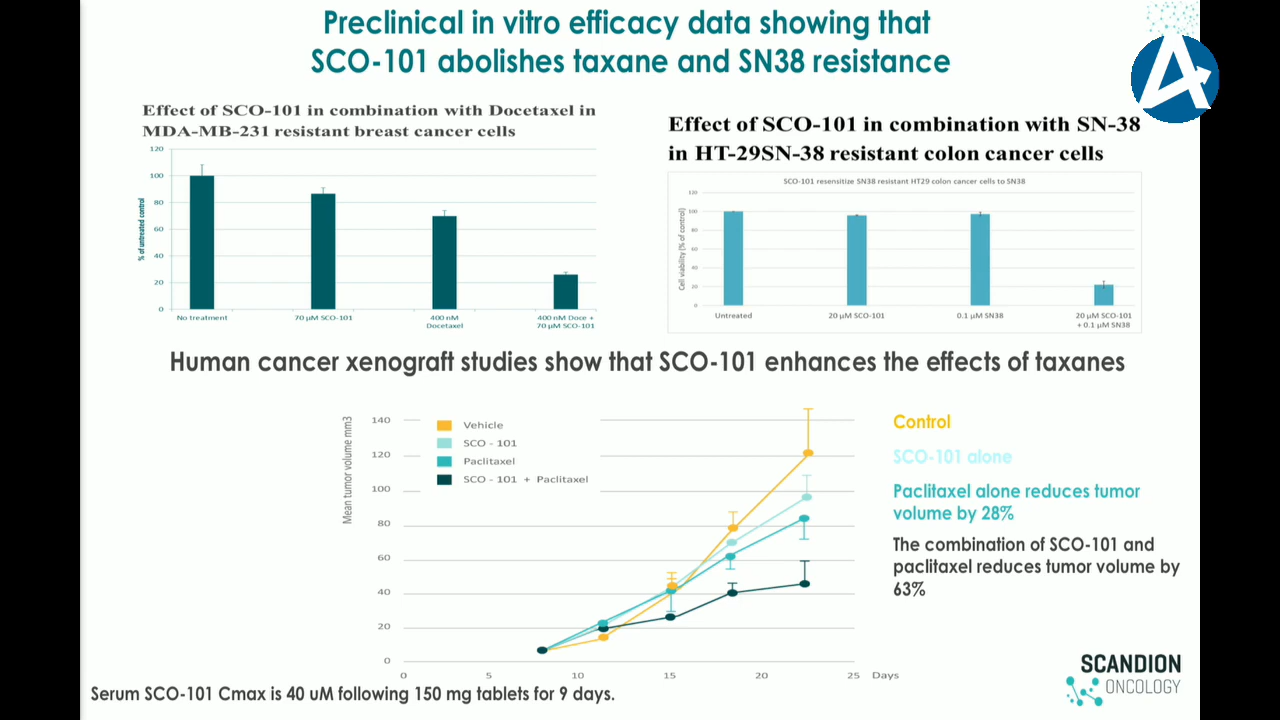 Preclinical in vitro efficacy data showing that
SCO-101 abolishes taxane and SN38 resistance
Effect of SCO-101 in combination with Docetaxel in
MDA-MB-231 resistant breast cancer cells
% of untreated control
120
100
80
60
40
20
0
No treatment
70 µM SCO-101
400 nM
Docetaxel
400 nM Doce +
70 µM SCO-101
Effect of SCO-101 in combination with SN-38
in HT-29SN-38 resistant colon cancer cells
SCO-101 resensitize SN38 resistant HT29 colon cancer cells to SN38
Cell viability (% of control)
120
100
80
60
40
20
0
Untreated
20 µM SCO-101
0.1 µM SN38
20 µM SCO-101
+ 0.1 µM SN38
Human cancer xenograft studies show that SCO-101 enhances the effects of taxanes
Mean tumor volume mm3
140
120
100
80
60
40
20
0
Vehicle
SCO - 101
Paclitaxel
SCO - 101 + Paclitaxel
0
5
10
15
20
25
Days
Control
SCO-101 alone
Paclitaxel alone reduces tumor
volume by 28%
The combination of SCO-101 and
paclitaxel reduces tumor volume by
63%
Serum SCO-101 Cmax is 40 uM following 150 mg tablets for 9 days.
SCANDION
ONCOLOGY